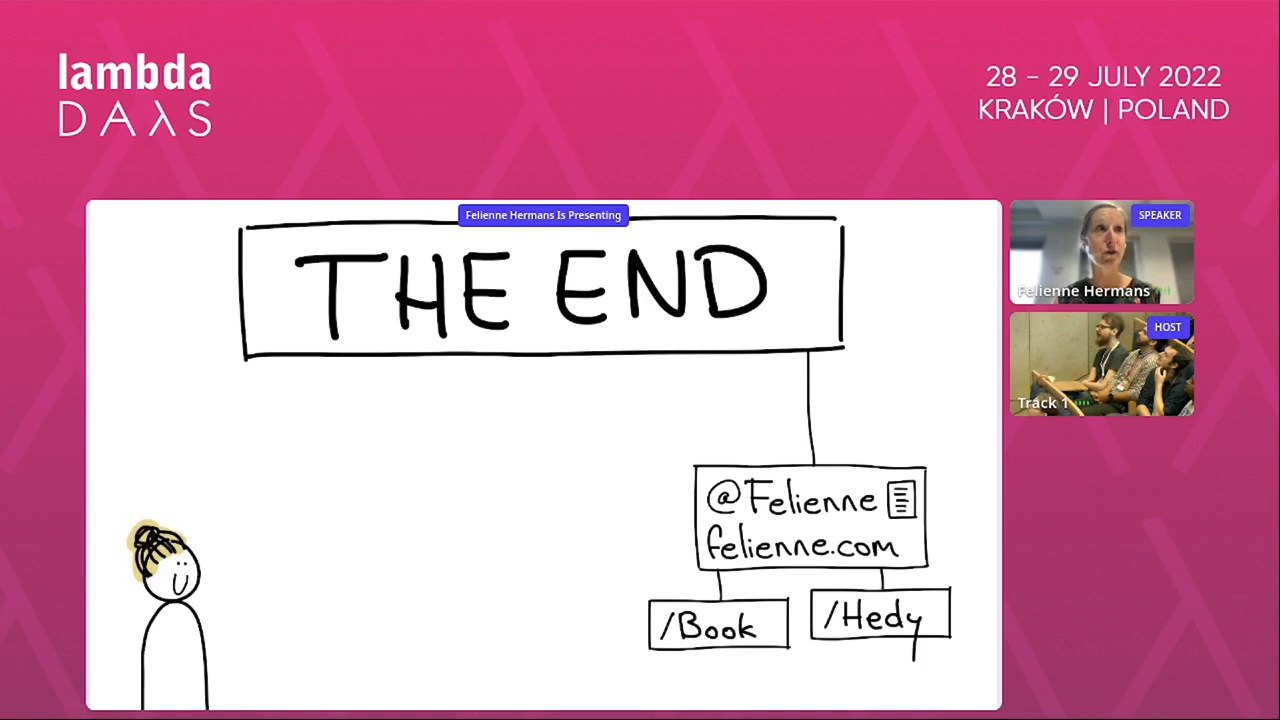 lambda
DAλS
28 – 29 JULY 2022
KRAKÓW | POLAND
Felienne Hermans Is Presenting
THE END
@Felienne
felienne.com
/Book
/Hedy
SPEAKER
Felienne Hermans
HOST
Track 1